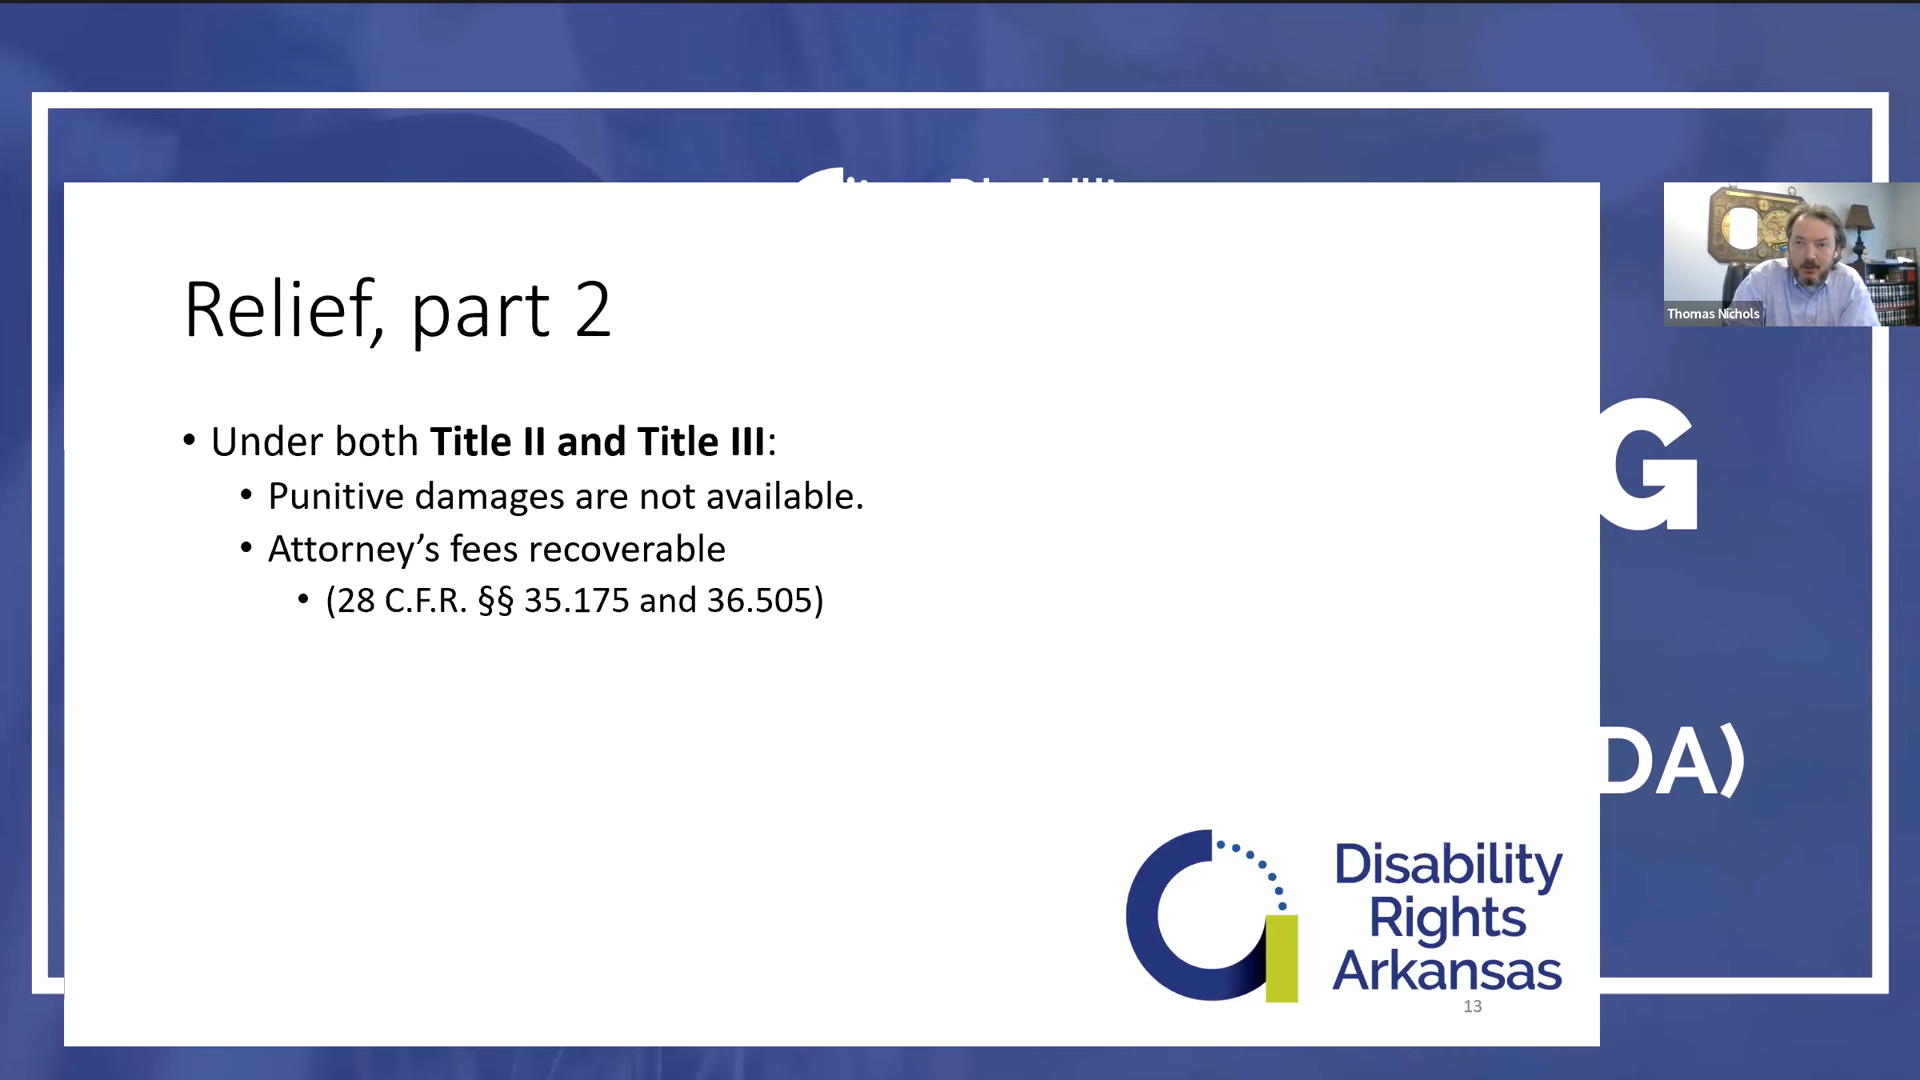 Relief, part 2
• Under both Title II and Title III:
• Punitive damages are not available.
• Attorney’s fees recoverable
• (28 C.F.R. §§ 35.175 and 36.505)
Disability
Rights
Arkansas
13
Thomas Nichols
G
DA)